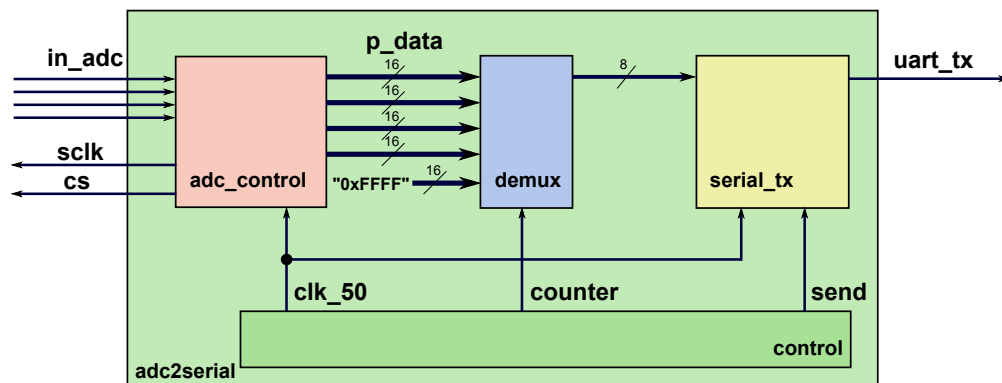 p_data
in_adc
uart_tx
16
8
16
16
16
sclk
adc_control
"0xFFFF"
16
demux
serial_tx
cs
clk_50
counter
send
control
adc2serial